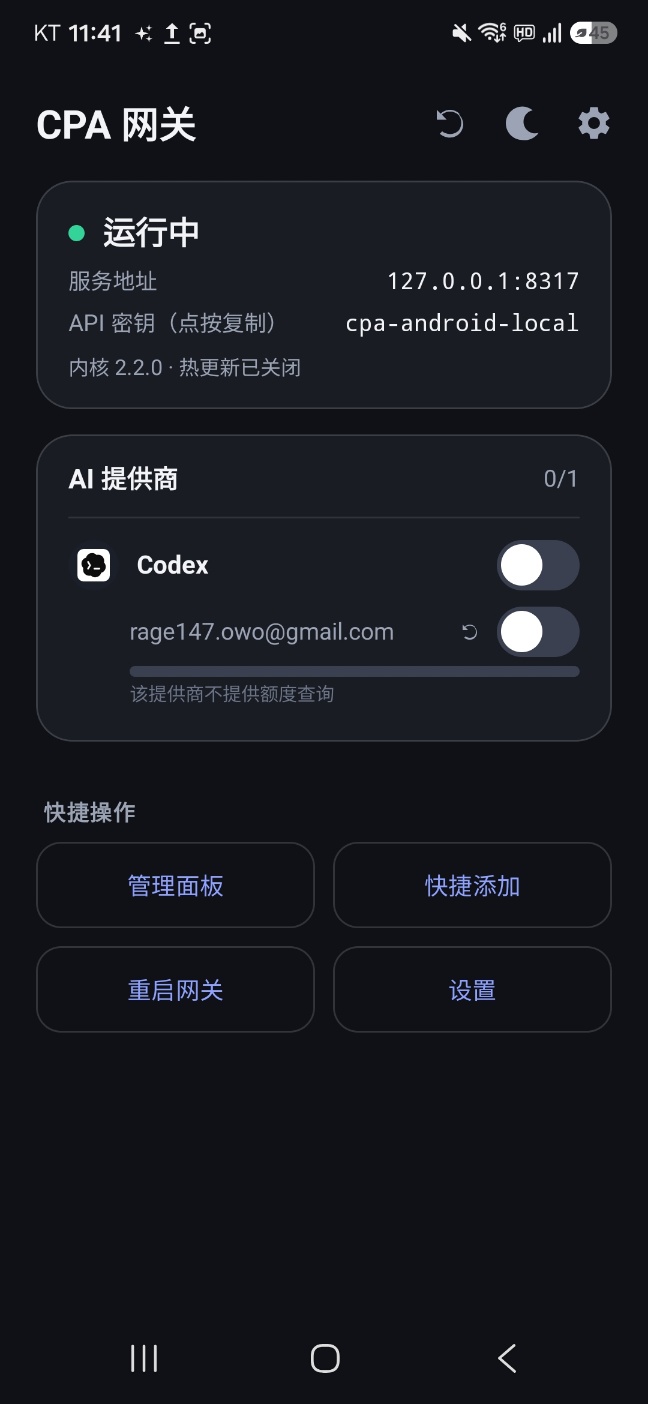 KT 11:41
6
HD
45
CPA 网关
运行中
服务地址 127.0.0.1:8317
API 密钥（点按复制） cpa-android-local
内核 2.2.0 · 热更新已关闭
AI 提供商 0/1
Codex
rage147.owo@gmail.com
该提供商不提供额度查询
快捷操作
管理面板 快捷添加
重启网关 设置